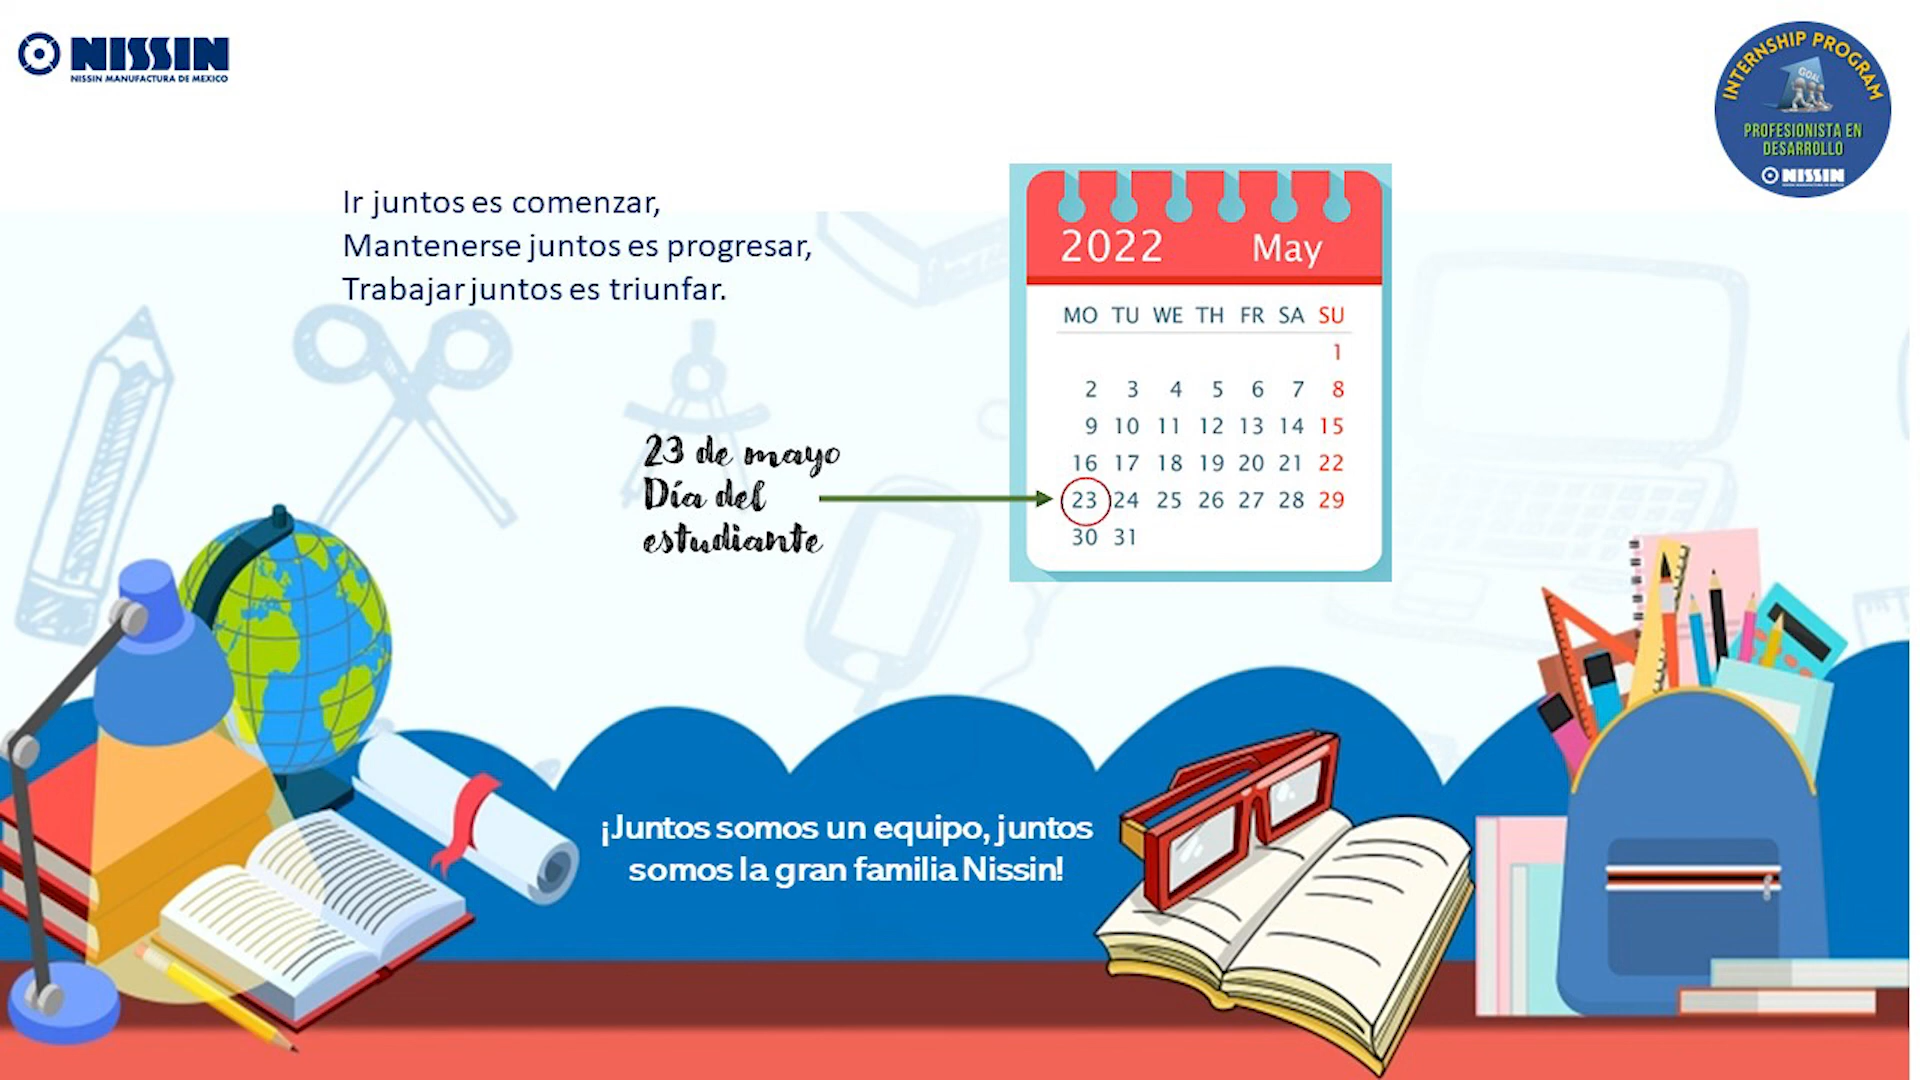 NISSIN
NISSIN MANUFACTURA DE MEXICO
INTERNSHIP PROGRAM
GOAL
PROFESIONISTA EN
DESARROLLO
NISSIN
Ir juntos es comenzar,
Mantenerse juntos es progresar,
Trabajar juntos es triunfar.
2022 May
MO TU WE TH FR SA SU
1
2 3 4 5 6 7 8
9 10 11 12 13 14 15
16 17 18 19 20 21 22
23 24 25 26 27 28 29
30 31
23 de mayo
Día del
estudiante
¡Juntos somos un equipo, juntos
somos la gran familia Nissin!